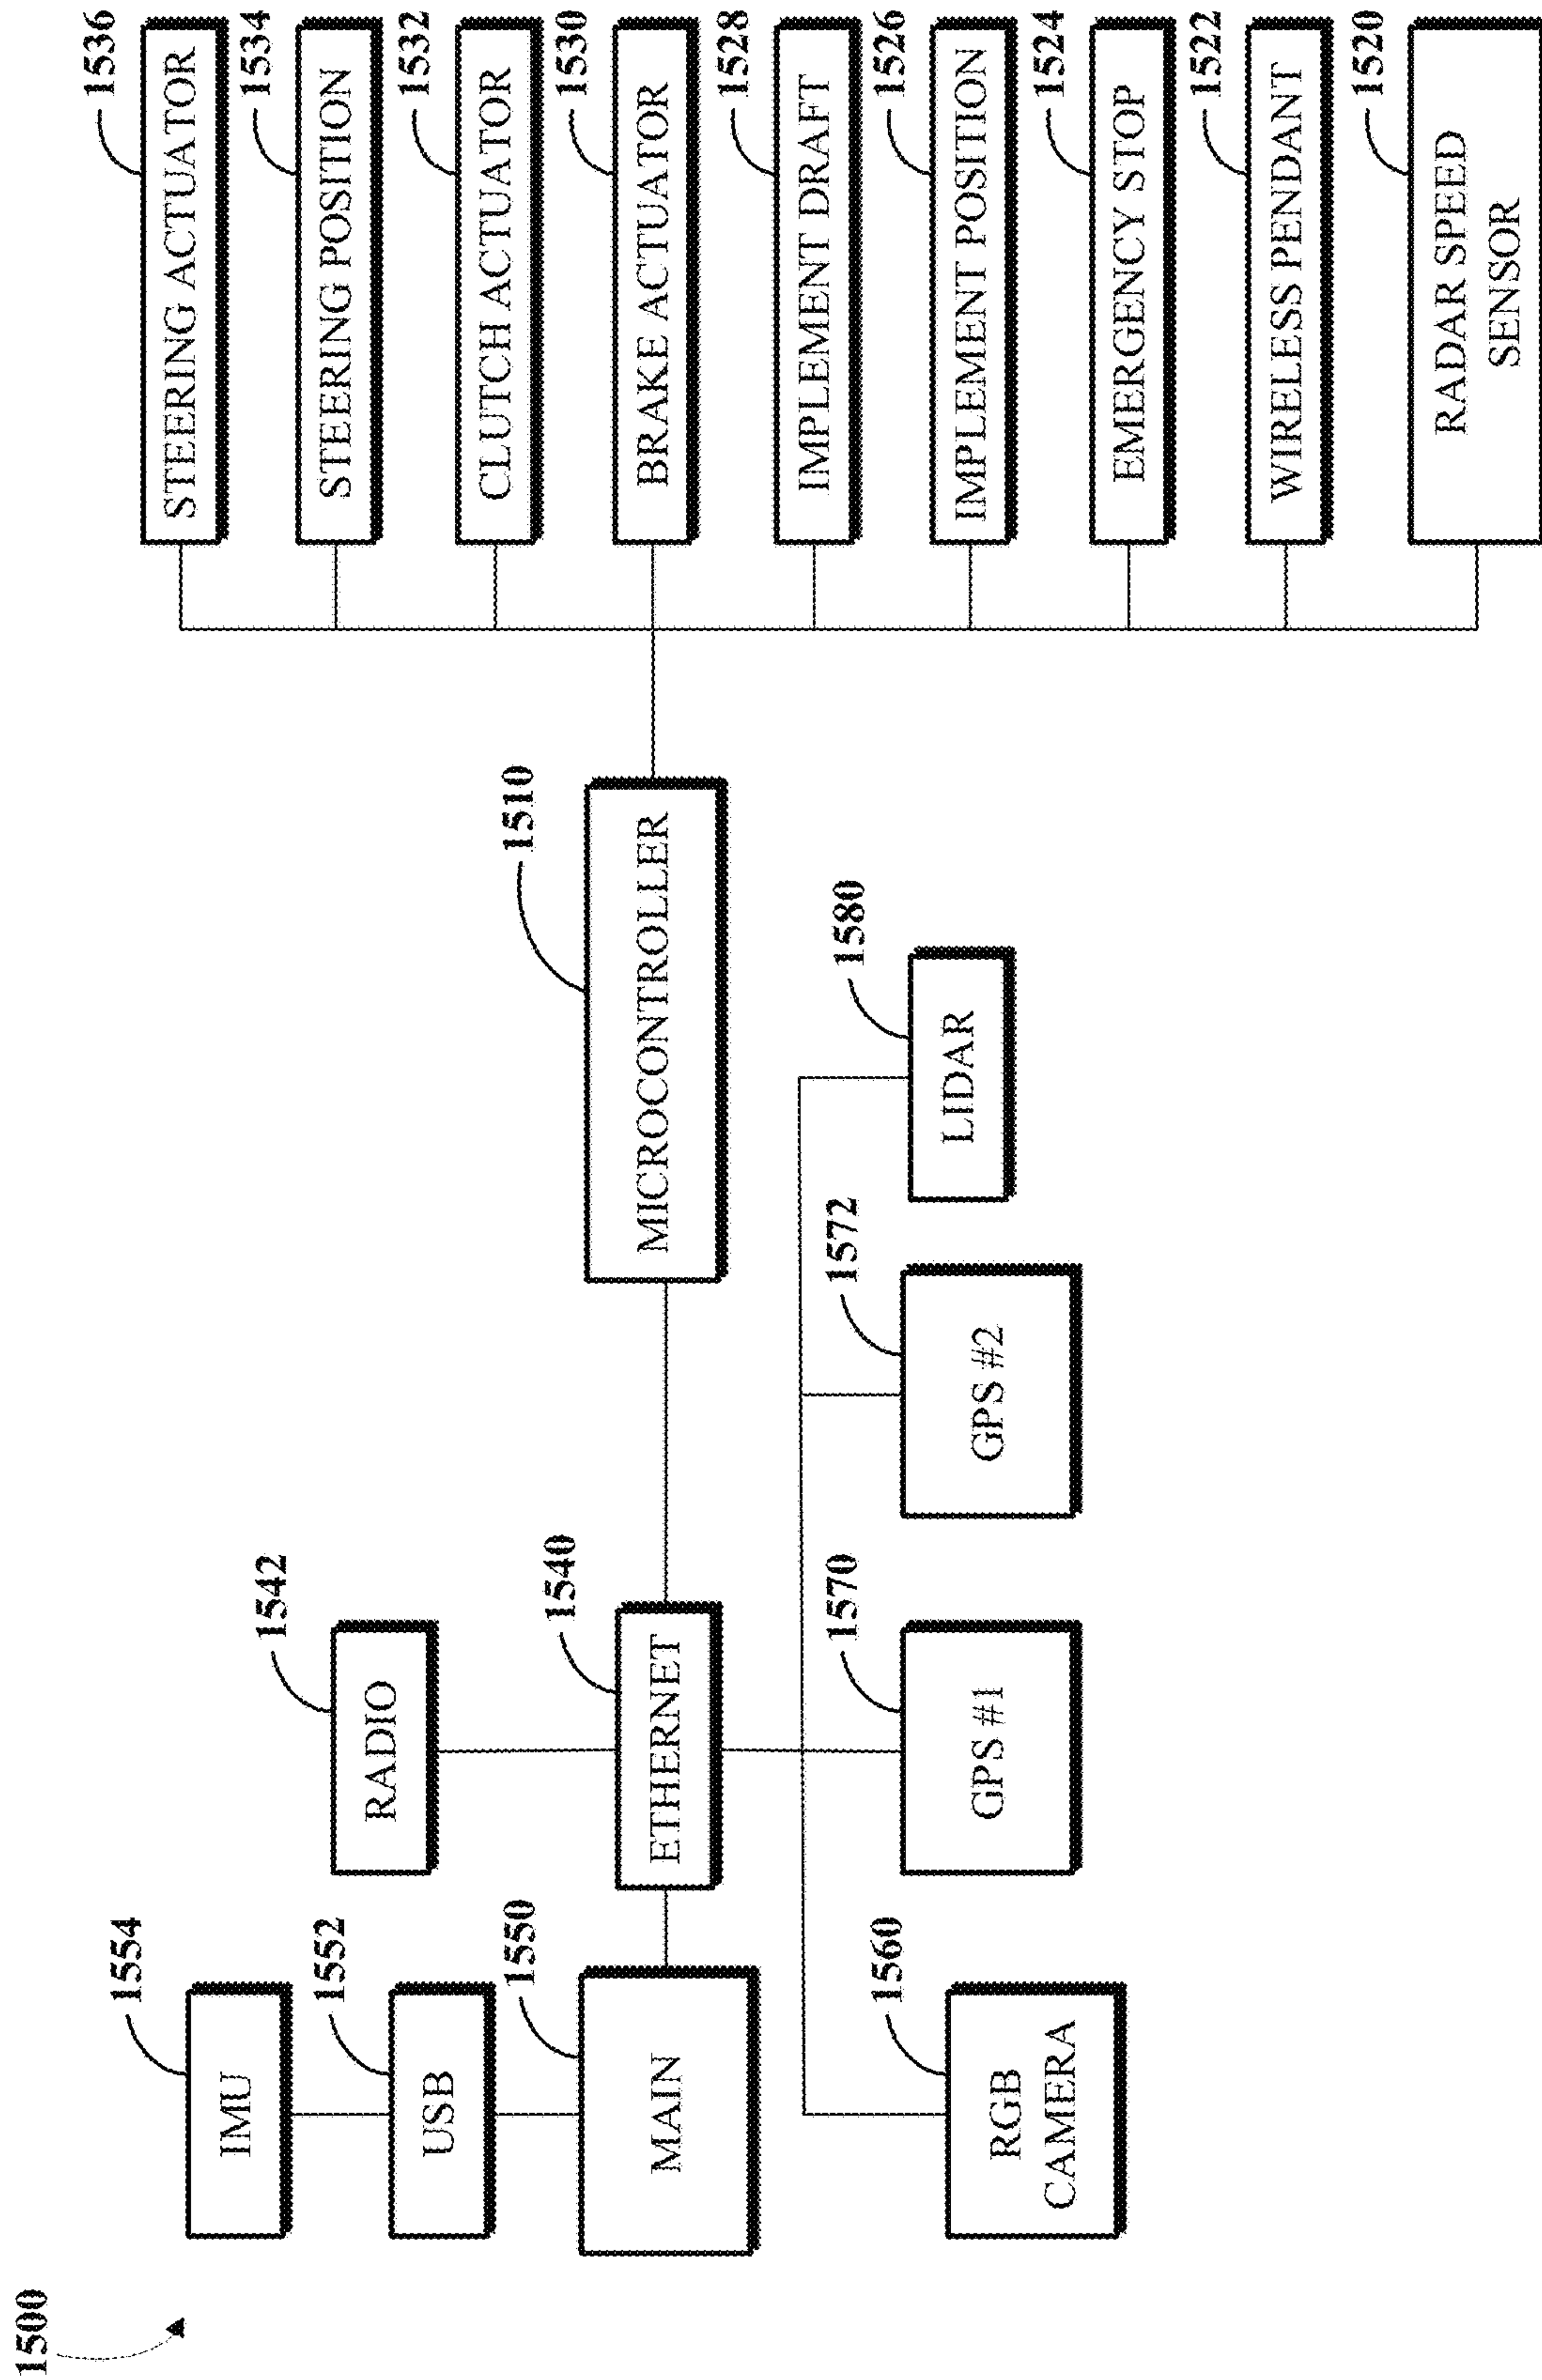 1500
1554
IMU
1552
USB
1550
MAIN
1560
RGB
CAMERA
1542
RADIO
1540
ETHERNET
1570
GPS #1
1572
GPS #2
1580
LIDAR
1510
MICROCONTROLLER
1536
STEERING ACTUATOR
1534
STEERING POSITION
1532
CLUTCH ACTUATOR
1530
BRAKE ACTUATOR
1528
IMPLEMENT DRAFT
1526
IMPLEMENT POSITION
1524
EMERGENCY STOP
1522
WIRELESS PENDANT
1520
RADAR SPEED
SENSOR